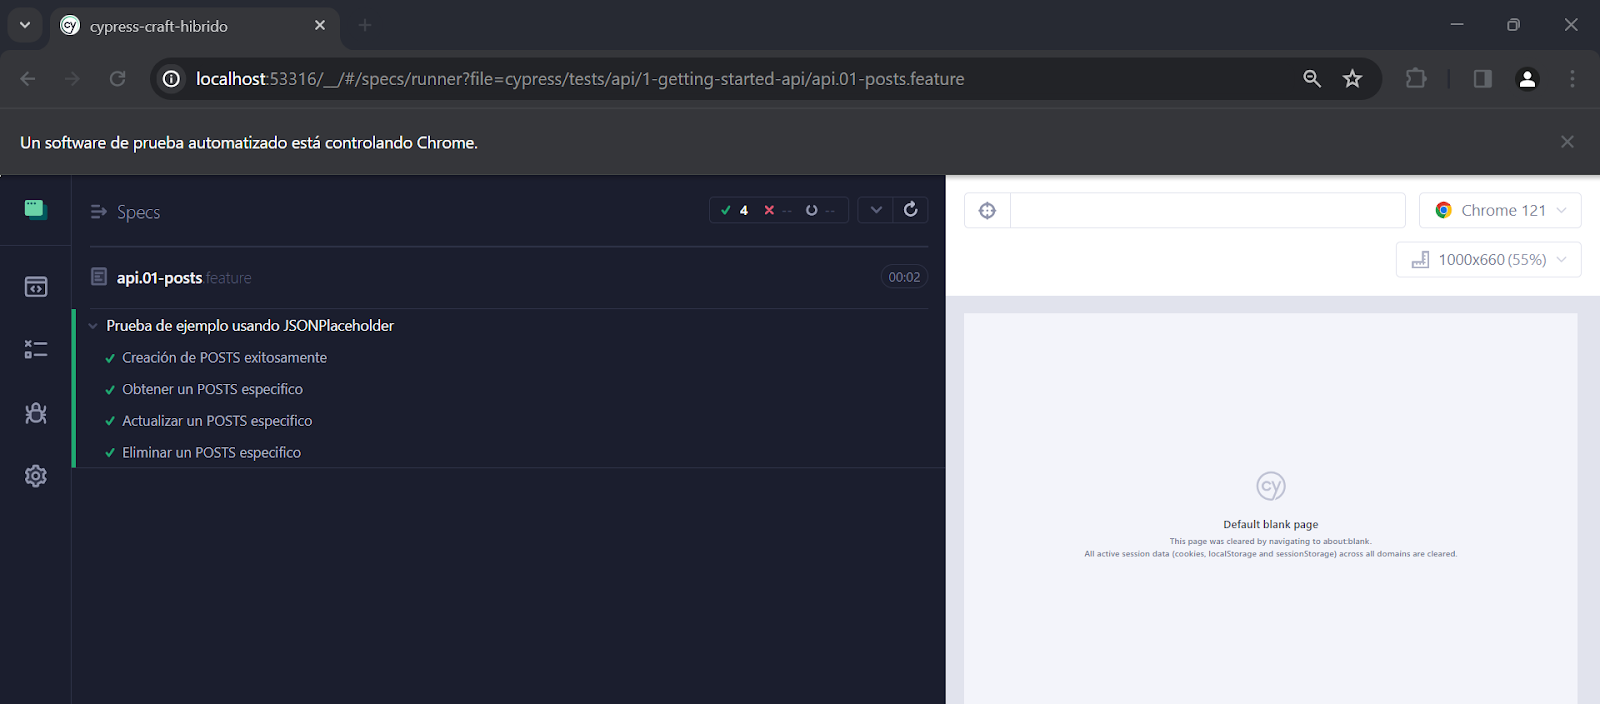 cypress-craft-hibrido
localhost:53316/__/#/specs/runner?file=cypress/tests/api/1-getting-started-api/api.01-posts.feature
Un software de prueba automatizado está controlando Chrome.
Specs
4 -- --
Chrome 121
1000x660 (55%)
api.01-posts.feature
00:02
Prueba de ejemplo usando JSONPlaceholder
Creación de POSTS exitosamente
Obtener un POSTS especifico
Actualizar un POSTS especifico
Eliminar un POSTS especifico
cy
Default blank page
This page was cleared by navigating to about:blank.
All active session data (cookies, localStorage and sessionStorage) across all domains are cleared.